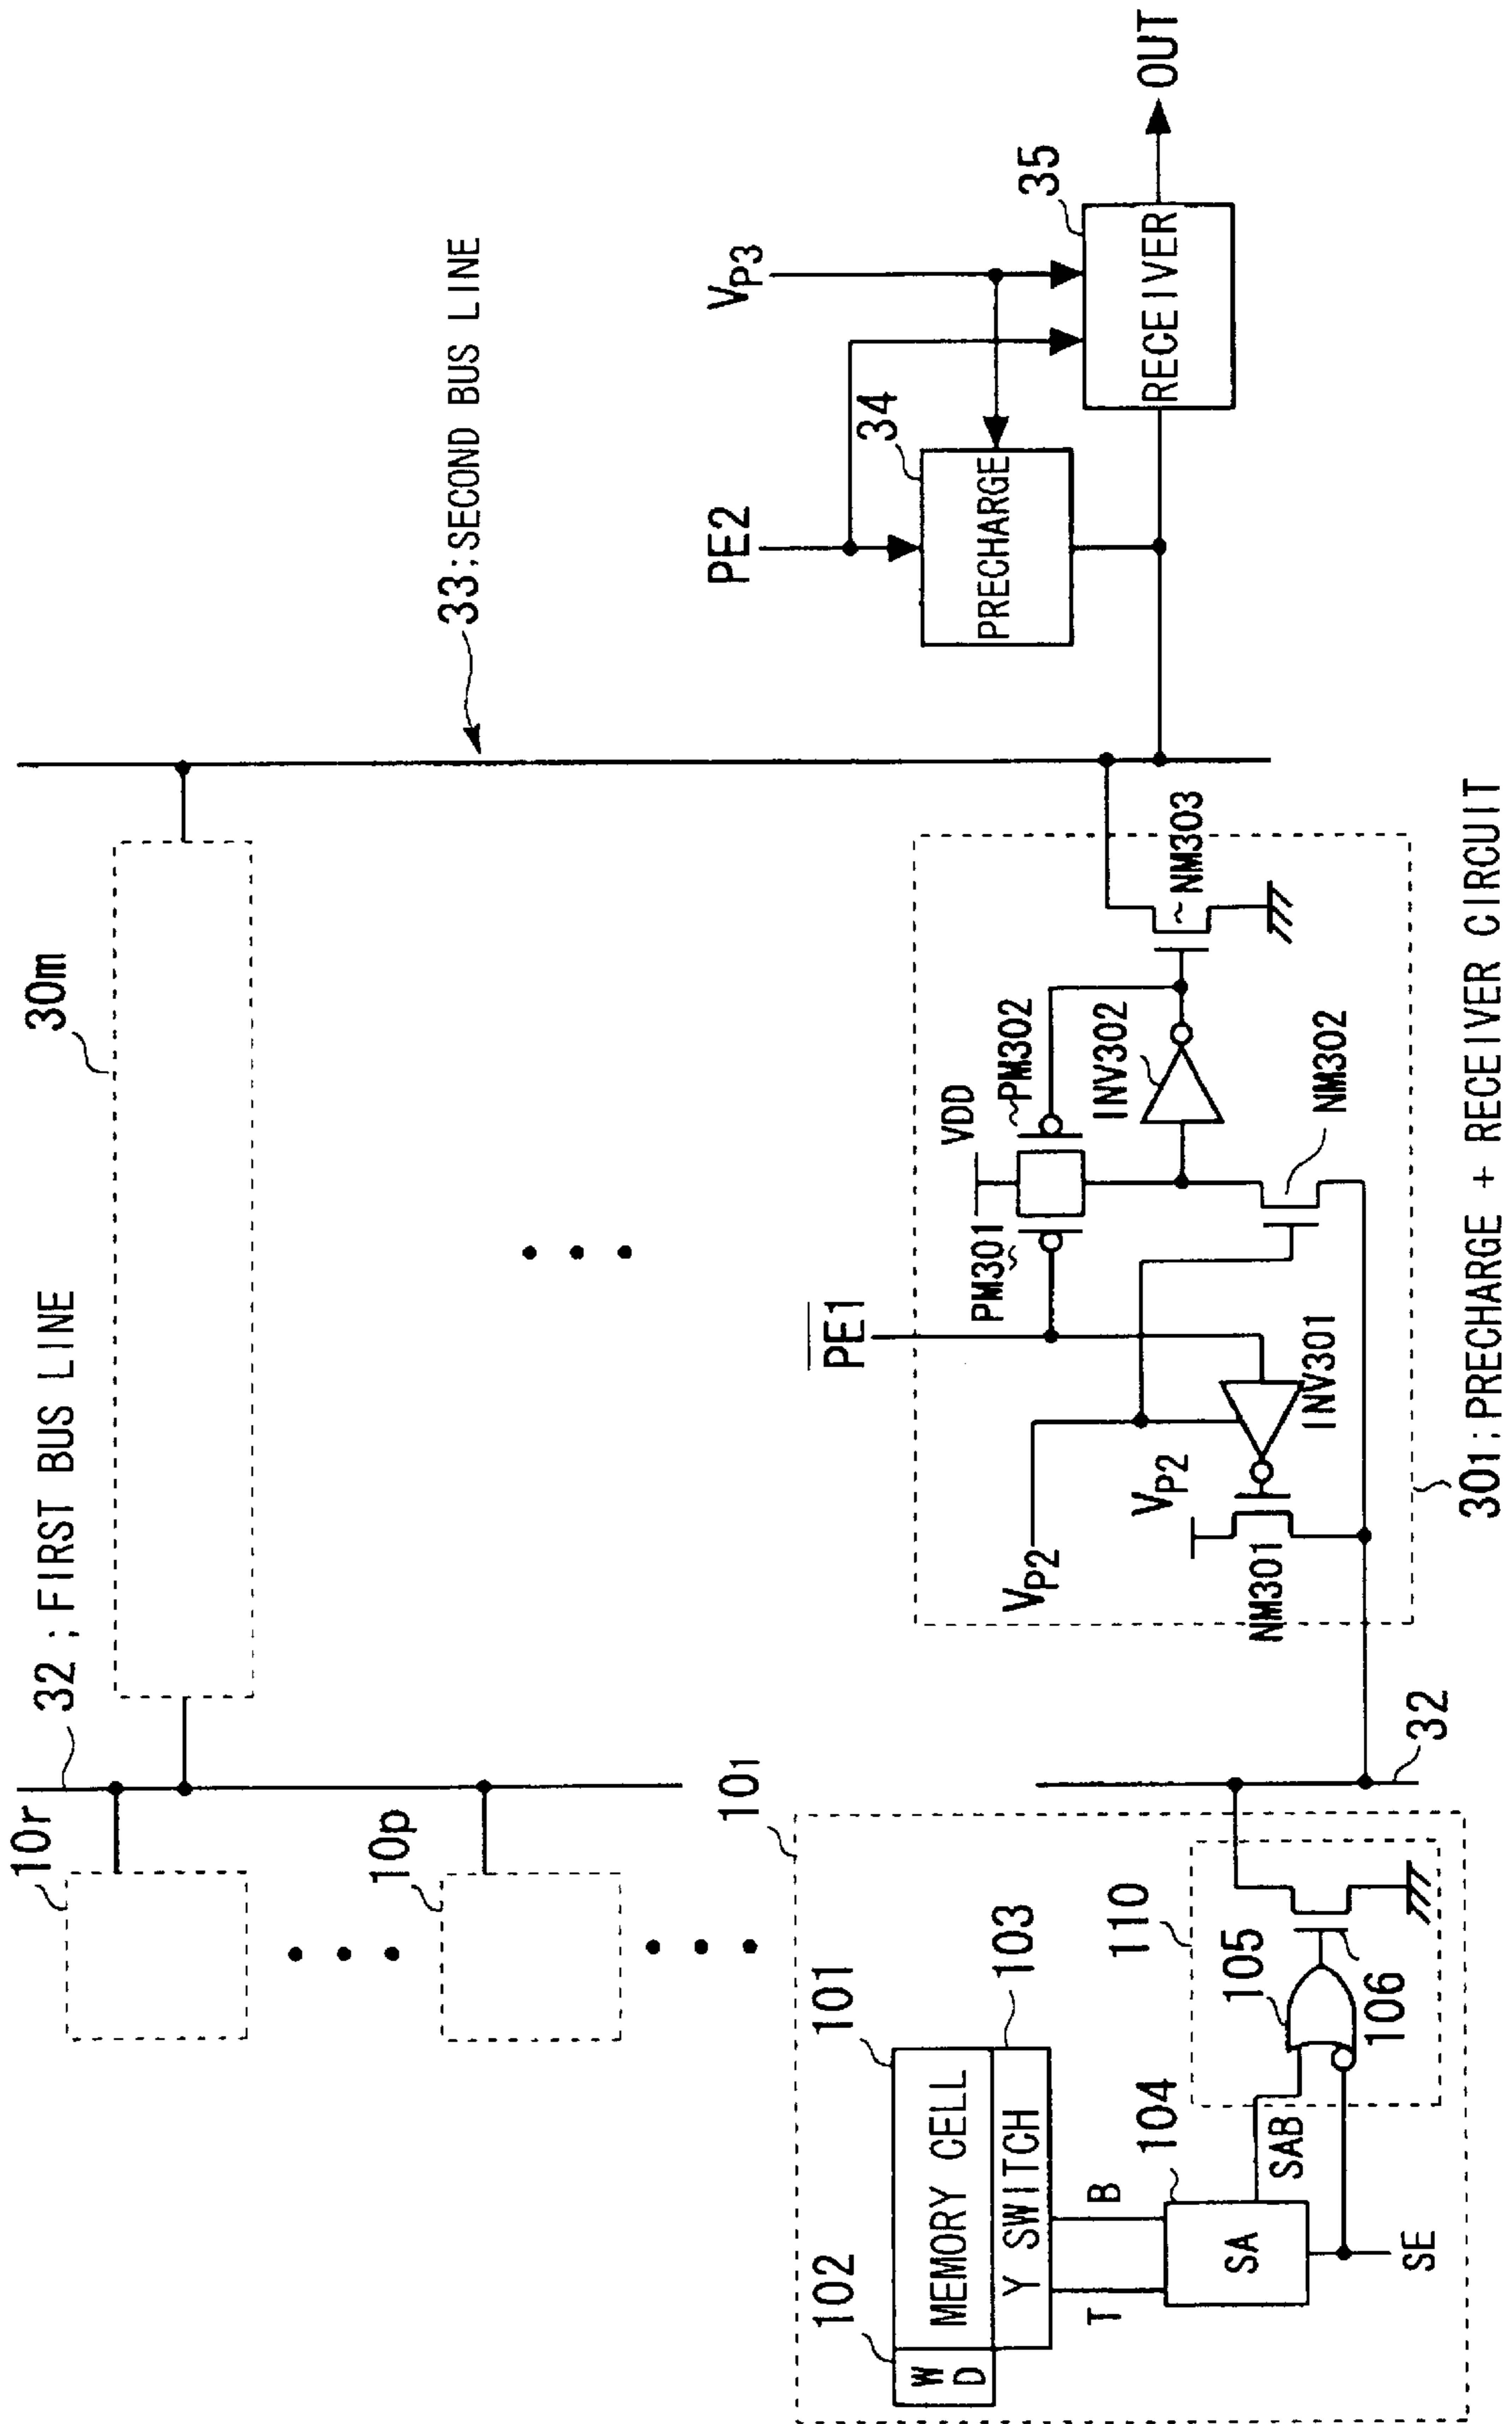 10r
32 ; FIRST BUS LINE
30m
10p
33;SECOND BUS LINE
PE2
VP3
34
PRECHARGE
35
RECEIVER
OUT
101
102
WD
101
MEMORY CELL
103
Y SWITCH
T
B
104
SA
SAB
SE
110
105
106
32
PE1
VP2
VP2
NM301
INV301
PM301
VDD
PM302
INV302
NM302
NM303
301;PRECHARGE + RECEIVER CIRCUIT